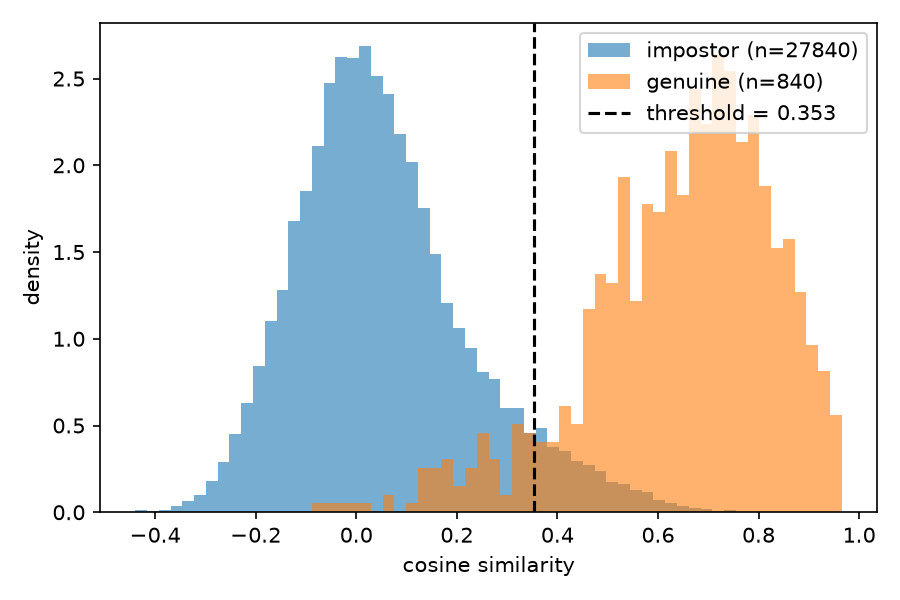 impostor (n=27840)
genuine (n=840)
threshold = 0.353
density
2.5
2.0
1.5
1.0
0.5
0.0
−0.4 −0.2 0.0 0.2 0.4 0.6 0.8 1.0
cosine similarity